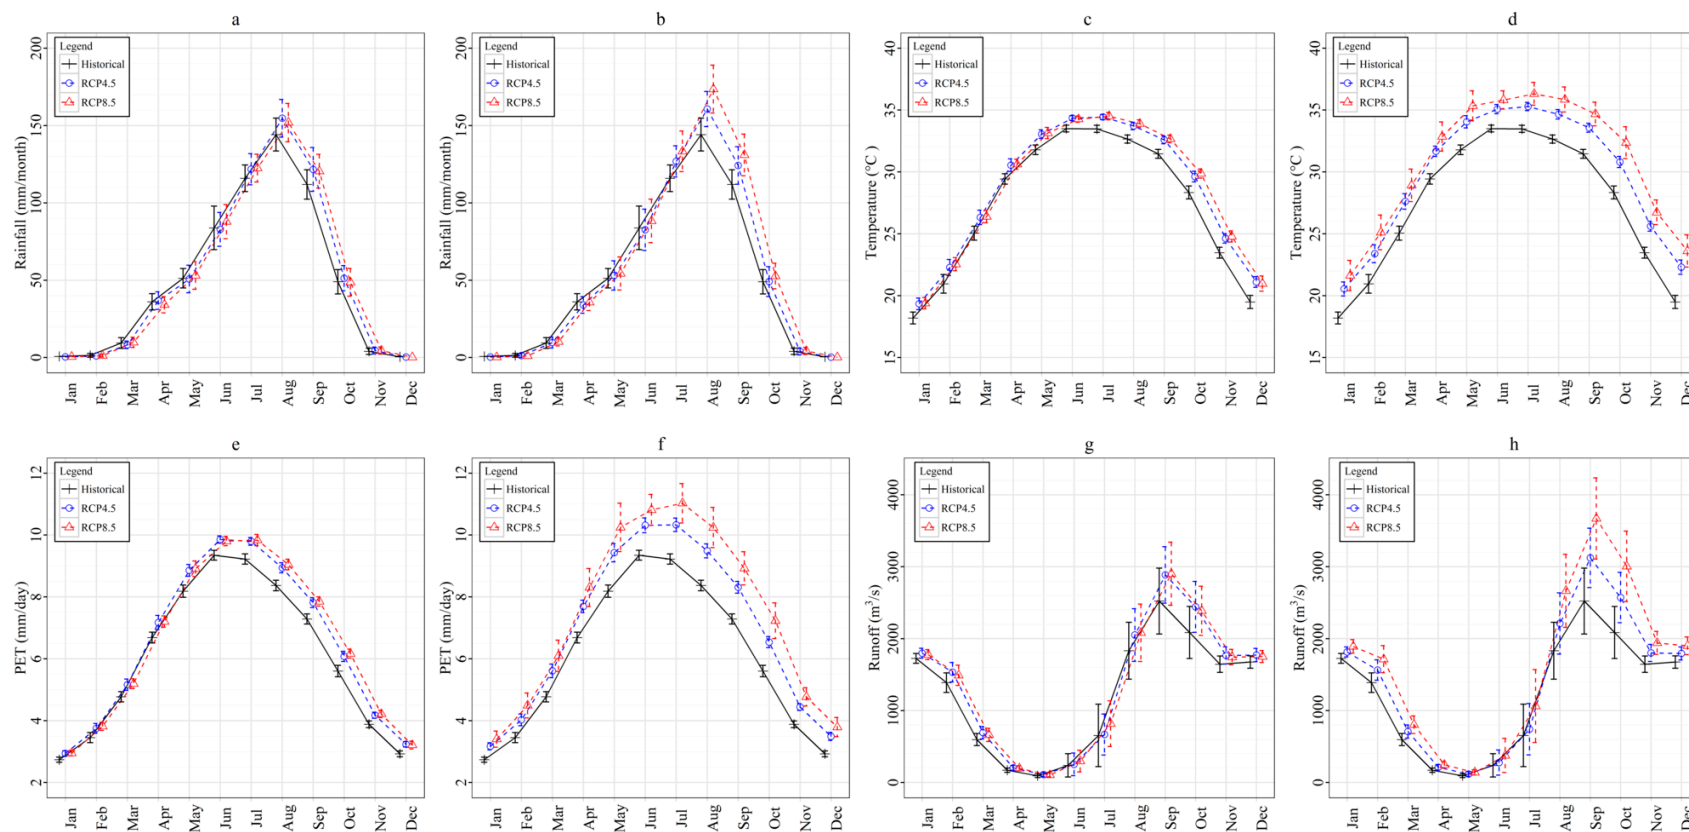 a
Legend
Historical
RCP4.5
RCP8.5
Rainfall (mm/month)
200
150
100
50
0
Jan Feb Mar Apr May Jun Jul Aug Sep Oct Nov Dec
b
Legend
Historical
RCP4.5
RCP8.5
Rainfall (mm/month)
200
150
100
50
0
Jan Feb Mar Apr May Jun Jul Aug Sep Oct Nov Dec
c
Legend
Historical
RCP4.5
RCP8.5
Temperature (°C)
40
35
30
25
20
15
Jan Feb Mar Apr May Jun Jul Aug Sep Oct Nov Dec
d
Legend
Historical
RCP4.5
RCP8.5
Temperature (°C)
40
35
30
25
20
15
Jan Feb Mar Apr May Jun Jul Aug Sep Oct Nov Dec
e
Legend
Historical
RCP4.5
RCP8.5
PET (mm/day)
12
10
8
6
4
2
Jan Feb Mar Apr May Jun Jul Aug Sep Oct Nov Dec
f
Legend
Historical
RCP4.5
RCP8.5
PET (mm/day)
12
10
8
6
4
2
Jan Feb Mar Apr May Jun Jul Aug Sep Oct Nov Dec
g
Legend
Historical
RCP4.5
RCP8.5
Runoff (m³/s)
4000
3000
2000
1000
0
Jan Feb Mar Apr May Jun Jul Aug Sep Oct Nov Dec
h
Legend
Historical
RCP4.5
RCP8.5
Runoff (m³/s)
4000
3000
2000
1000
0
Jan Feb Mar Apr May Jun Jul Aug Sep Oct Nov Dec